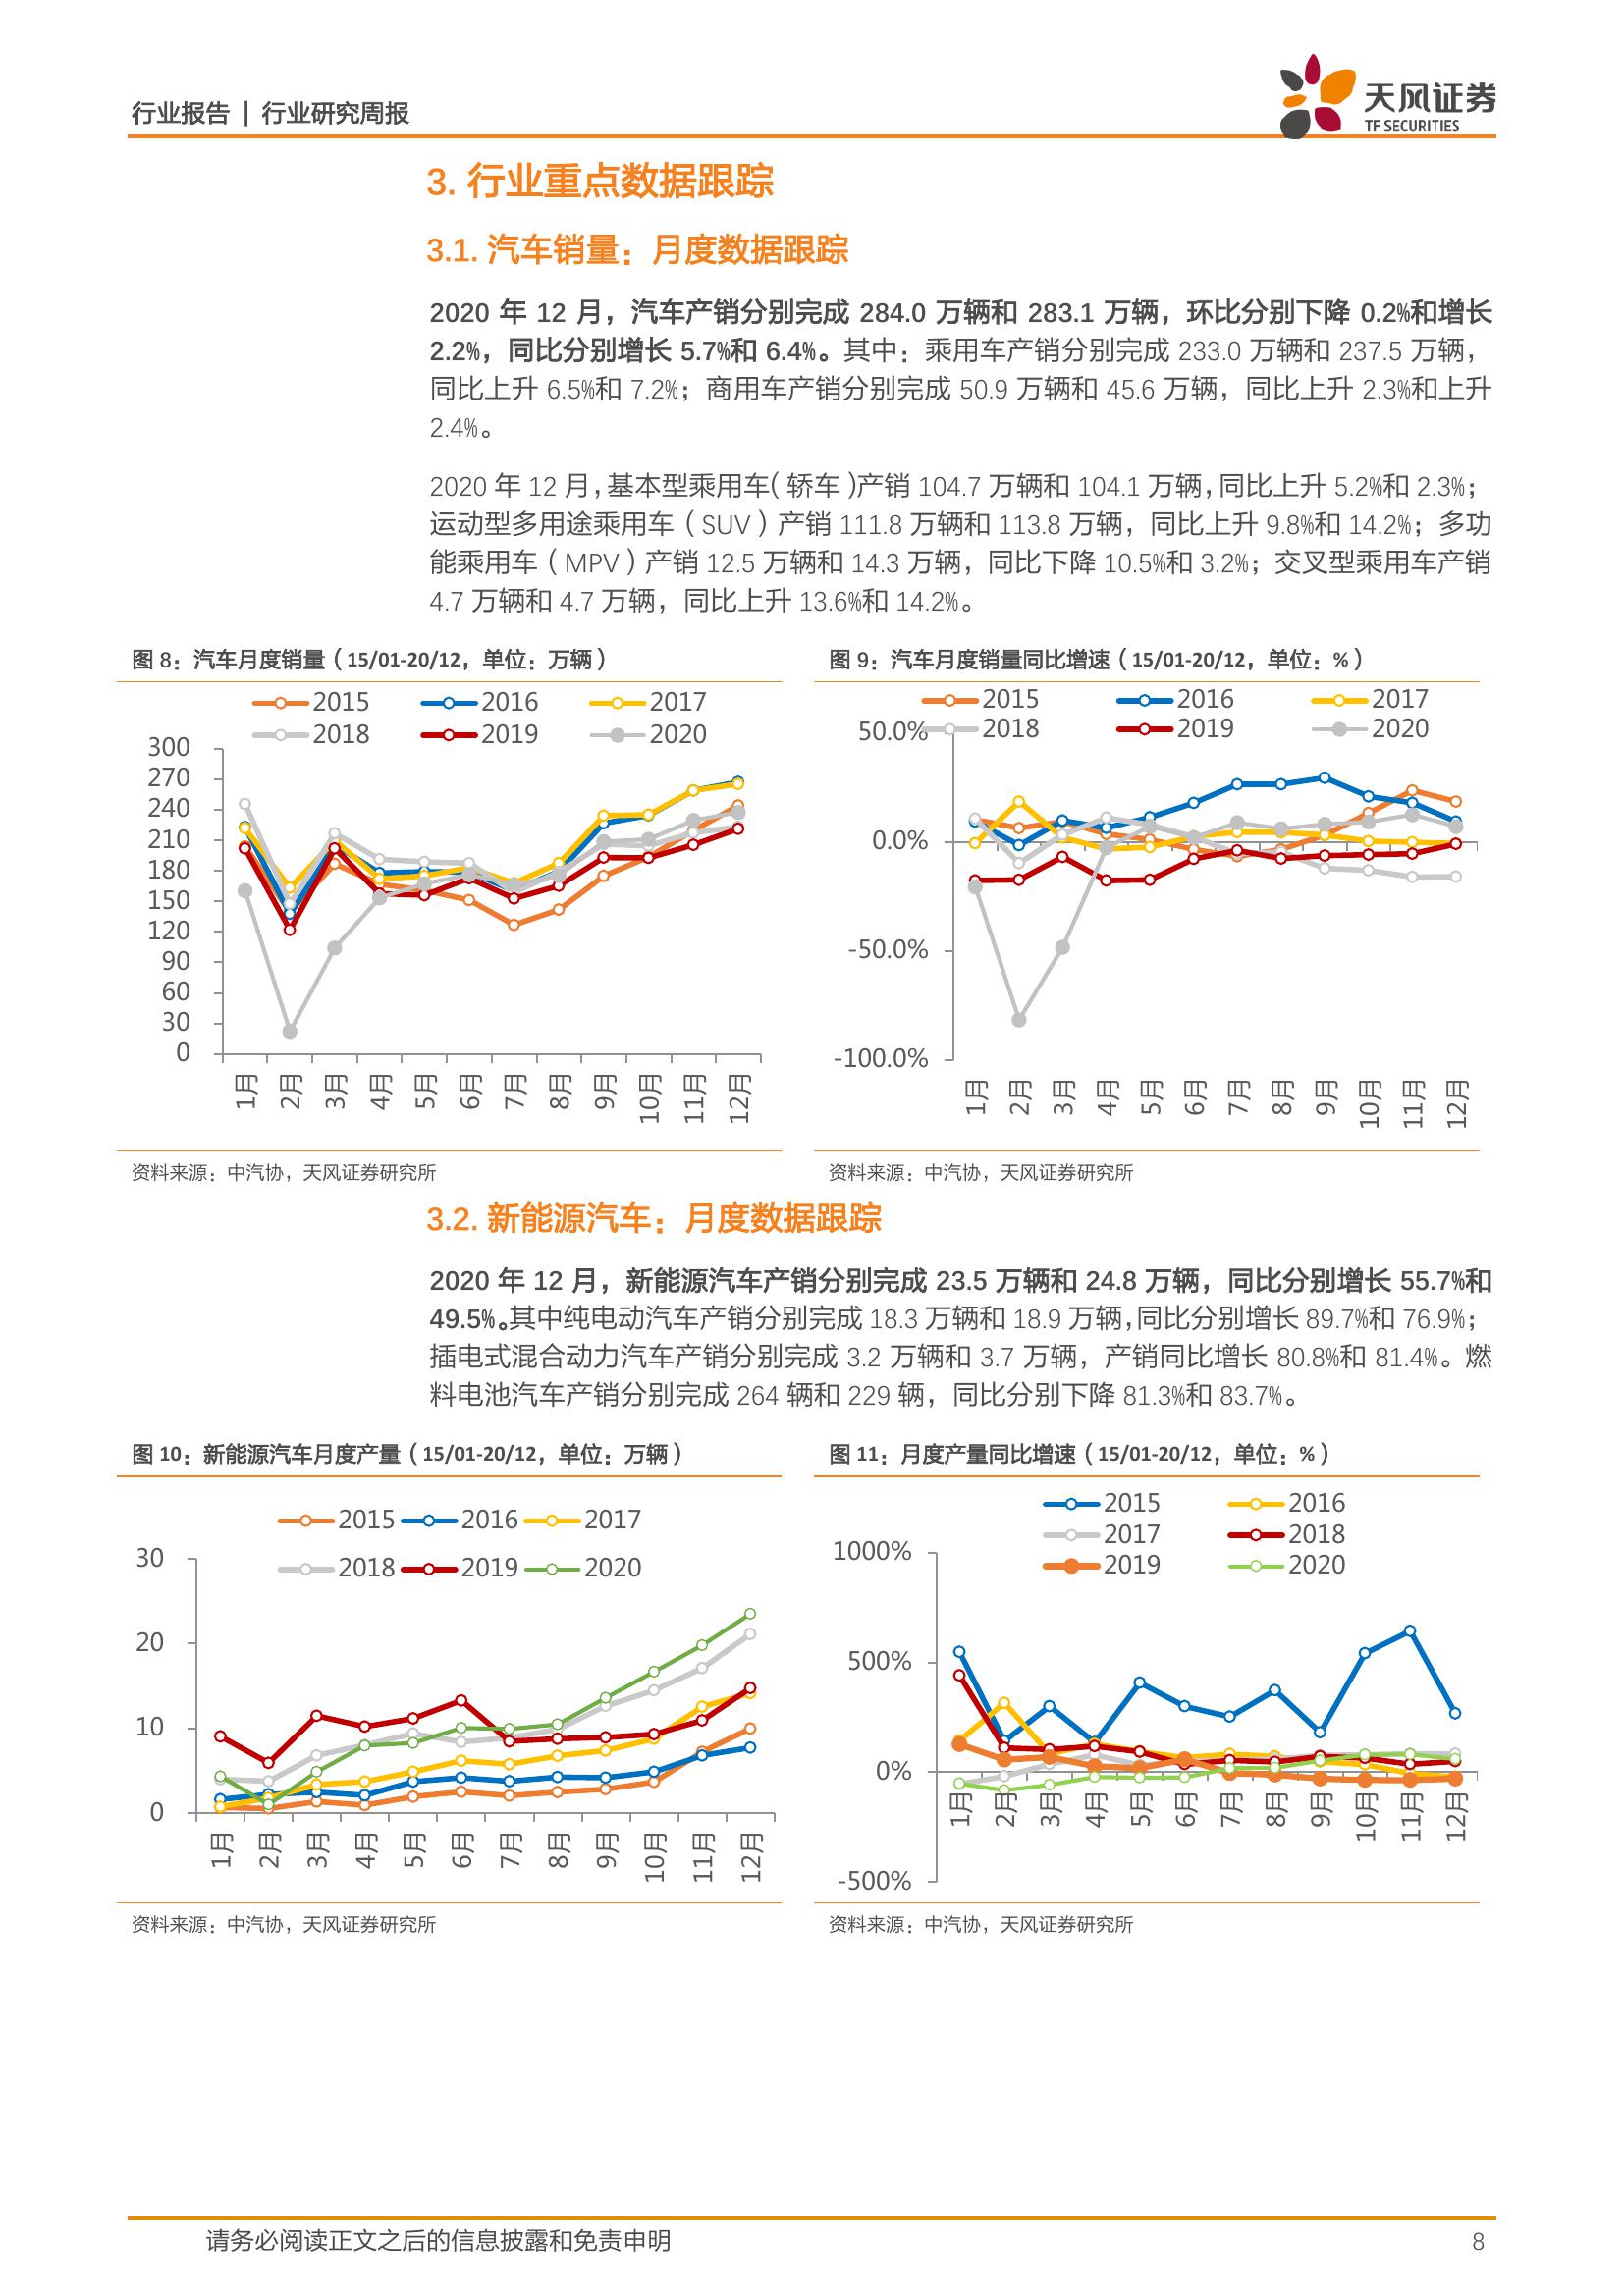 行业报告 | 行业研究周报
天风证券
TF SECURITIES
3. 行业重点数据跟踪
3.1. 汽车销量：月度数据跟踪
2020 年 12 月，汽车产销分别完成 284.0 万辆和 283.1 万辆，环比分别下降 0.2%和增长
2.2%，同比分别增长 5.7%和 6.4%。其中：乘用车产销分别完成 233.0 万辆和 237.5 万辆，
同比上升 6.5%和 7.2%；商用车产销分别完成 50.9 万辆和 45.6 万辆，同比上升 2.3%和上升
2.4%。
2020 年 12 月，基本型乘用车（轿车）产销 104.7 万辆和 104.1 万辆，同比上升 5.2%和 2.3%；
运动型多用途乘用车（SUV）产销 111.8 万辆和 113.8 万辆，同比上升 9.8%和 14.2%；多功
能乘用车（MPV）产销 12.5 万辆和 14.3 万辆，同比下降 10.5%和 3.2%；交叉型乘用车产销
4.7 万辆和 4.7 万辆，同比上升 13.6%和 14.2%。
图 8：汽车月度销量（15/01-20/12，单位：万辆）
2015 2016 2017
2018 2019 2020
300
270
240
210
180
150
120
90
60
30
0
1月 2月 3月 4月 5月 6月 7月 8月 9月 10月 11月 12月
资料来源：中汽协，天风证券研究所
图 9：汽车月度销量同比增速（15/01-20/12，单位：%）
2015 2016 2017
2018 2019 2020
50.0%
0.0%
-50.0%
-100.0%
1月 2月 3月 4月 5月 6月 7月 8月 9月 10月 11月 12月
资料来源：中汽协，天风证券研究所
3.2. 新能源汽车：月度数据跟踪
2020 年 12 月，新能源汽车产销分别完成 23.5 万辆和 24.8 万辆，同比分别增长 55.7%和
49.5%。其中纯电动汽车产销分别完成 18.3 万辆和 18.9 万辆，同比分别增长 89.7%和 76.9%；
插电式混合动力汽车产销分别完成 3.2 万辆和 3.7 万辆，产销同比增长 80.8%和 81.4%。燃
料电池汽车产销分别完成 264 辆和 229 辆，同比分别下降 81.3%和 83.7%。
图 10：新能源汽车月度产量（15/01-20/12，单位：万辆）
2015 2016 2017
2018 2019 2020
30
20
10
0
1月 2月 3月 4月 5月 6月 7月 8月 9月 10月 11月 12月
资料来源：中汽协，天风证券研究所
图 11：月度产量同比增速（15/01-20/12，单位：%）
2015 2016
2017 2018
2019 2020
1000%
500%
0%
-500%
1月 2月 3月 4月 5月 6月 7月 8月 9月 10月 11月 12月
资料来源：中汽协，天风证券研究所
请务必阅读正文之后的信息披露和免责申明 8